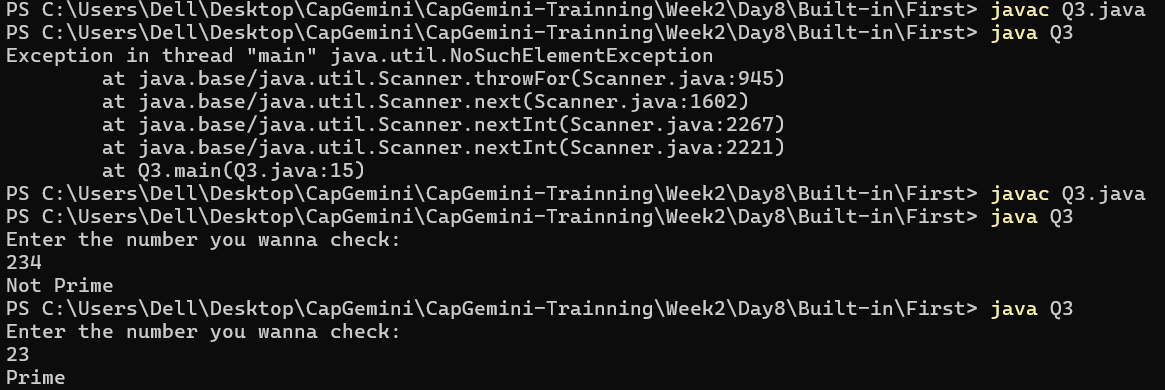 PS C:\Users\Dell\Desktop\CapGemini\CapGemini-Trainning\Week2\Day8\Built-in\First> javac Q3.java
PS C:\Users\Dell\Desktop\CapGemini\CapGemini-Trainning\Week2\Day8\Built-in\First> java Q3
Exception in thread "main" java.util.NoSuchElementException
        at java.base/java.util.Scanner.throwFor(Scanner.java:945)
        at java.base/java.util.Scanner.next(Scanner.java:1602)
        at java.base/java.util.Scanner.nextInt(Scanner.java:2267)
        at java.base/java.util.Scanner.nextInt(Scanner.java:2221)
        at Q3.main(Q3.java:15)
PS C:\Users\Dell\Desktop\CapGemini\CapGemini-Trainning\Week2\Day8\Built-in\First> javac Q3.java
PS C:\Users\Dell\Desktop\CapGemini\CapGemini-Trainning\Week2\Day8\Built-in\First> java Q3
Enter the number you wanna check:
234
Not Prime
PS C:\Users\Dell\Desktop\CapGemini\CapGemini-Trainning\Week2\Day8\Built-in\First> java Q3
Enter the number you wanna check:
23
Prime